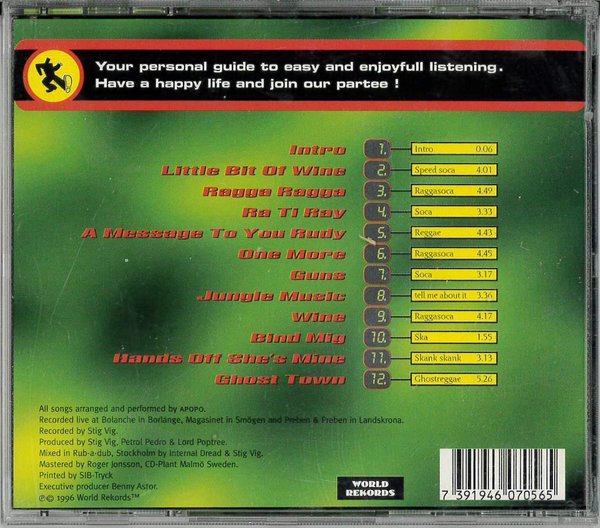 Your personal guide to easy and enjoyfull listening.
Have a happy life and join our partee !
Intro 1. Intro 0.06
Little Bit Of Wine 2. Speed soca 4.01
Ragga Ragga 3. Raggasoca 4.49
Ra Ti Ray 4. Soca 3.33
A Message To You Rudy 5. Reggae 4.43
One More 6. Raggasoca 4.45
Guns 7. Soca 3.17
Jungle Music 8. tell me about it 3.36
Wine 9. Raggasoca 4.17
Bind Mig 10. Ska 1.55
Hands Off She's Mine 11. Skank skank 3.13
Ghost Town 12. Ghostreggae 5.26
All songs arranged and performed by APOPO.
Recorded live at Bolanche in Borlänge, Magasinet in Smögen and Preben & Preben in Landskrona.
Recorded by Stig Vig.
Produced by Stig Vig, Petrol Pedro & Lord Poptree.
Mixed in Rub-a-dub, Stockholm by Internal Dread & Stig Vig.
Mastered by Roger Jonsson, CD-Plant Malmö Sweden.
Printed by SIB-Tryck
Executive producer Benny Astor.
℗© 1996 World Rekords™
WORLD
REKORDS
7 391946 070565